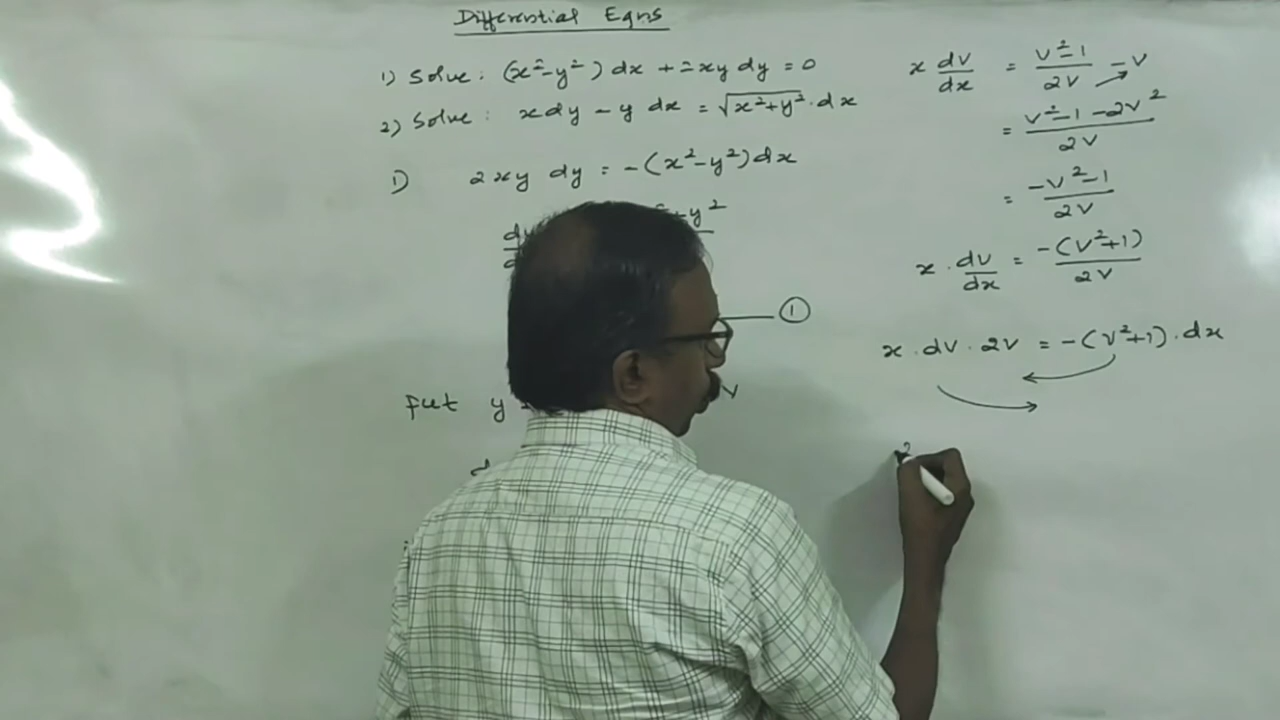 Differential Eqns
1) Solve : (x²-y²) dx + 2xy dy = 0
2) Solve : x dy - y dx = √x²+y² · dx
1) 2xy dy = -(x²-y²) dx
-y²
①
Put y
x dv/dx = v²-1/2v - v
= v²-1-2v²/2v
= -v²-1/2v
x · dv/dx = -(v²+1)/2v
x · dv · 2v = -(v²+1) · dx